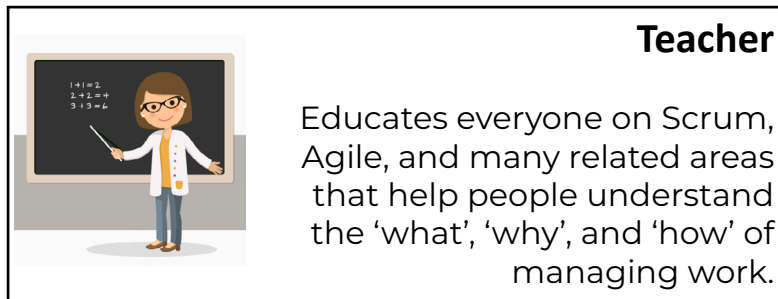 Teacher
1+1=2
2+2=4
3+3=6
Educates everyone on Scrum,
Agile, and many related areas
that help people understand
the ‘what’, ‘why’, and ‘how’ of
managing work.